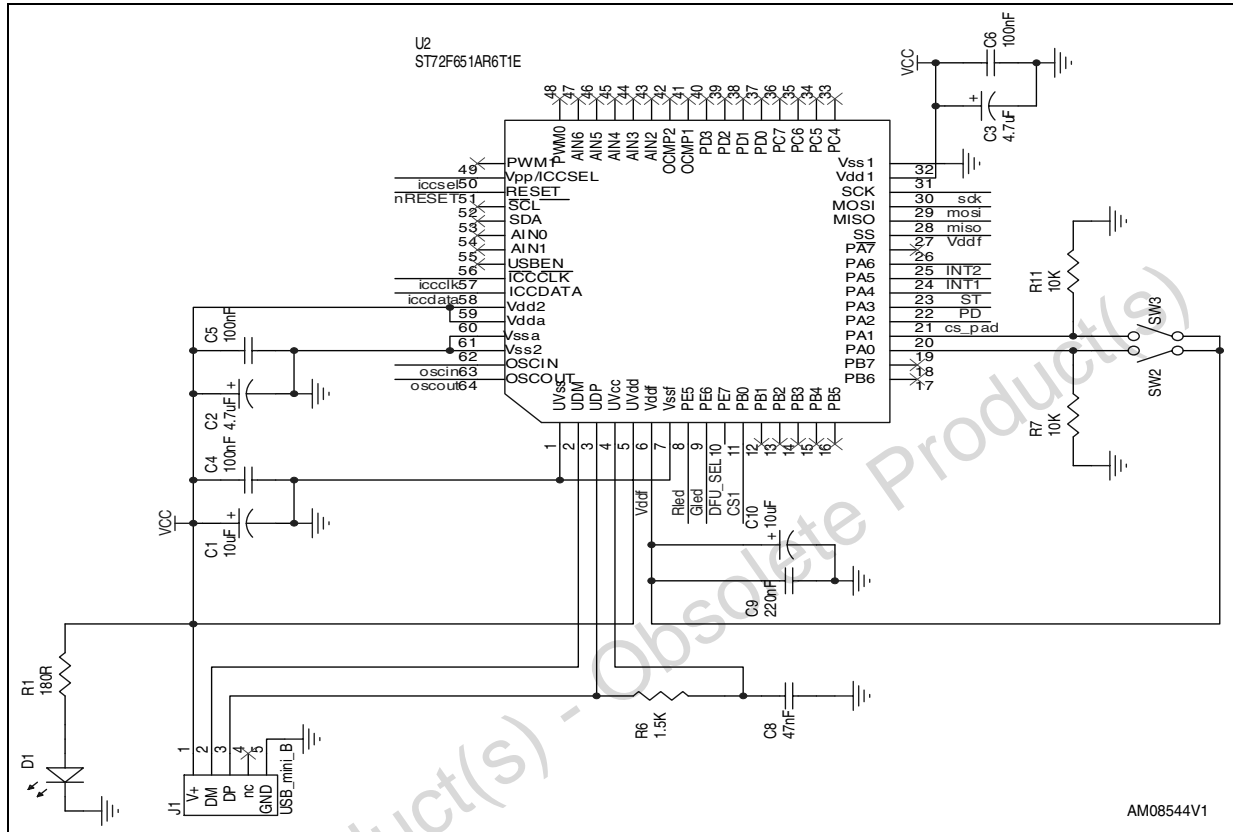 U2
ST72F651AR6T1E
VCC
C6
100nF
C3
4.7uF
+
48
47
46
45
44
43
42
41
40
39
38
37
36
35
34
33
PWM0
AIN6
AIN5
AIN4
AIN3
AIN2
OCMP2
OCMP1
PD3
PD2
PD1
PD0
PC7
PC6
PC5
PC4
PWM1
49
Vpp/ICCSEL
iccsel 50
RESET
nRESET 51
SCL
52
SDA
53
AIN0
54
AIN1
55
USBEN
56
ICCCLK
iccclk 57
ICCDATA
iccdata 58
Vdd2
59
Vdda
60
Vssa
61
Vss2
62
OSCIN
oscin 63
OSCOUT
oscout 64
Vss1
32
Vdd1
31
SCK
30 sdk
MOSI
29 mosi
MISO
28 miso
SS
27 Vddf
PA7
26
PA6
25 INT2
PA5
24 INT1
PA4
23 ST
PA3
22 PD
PA2
21 cs_pad
PA1
20
PA0
19
PB7
18
PB6
17
UVss
UDM
UDP
UVcc
UVdd
Vddf
Vssf
PE5
PE6
PE7
PB0
PB1
PB2
PB3
PB4
PB5
1
2
3
4
5
6
7
8
9
10
11
12
13
14
15
16
Vddf
Rled
Gled
DFU_SEL
CS1
R11
10K
SW3
SW2
R7
10K
C5
100nF
C2
4.7uF
+
C4
100nF
VCC
C1
10uF
+
C10
10uF
+
C9
220nF
R1
180R
D1
R6
1.5K
C8
47nF
1
2
3
4
5
V+
DM
DP
nc
GND
J1
USB_mini_B
AM08544V1
duct(s) - Obsolete Product(s)